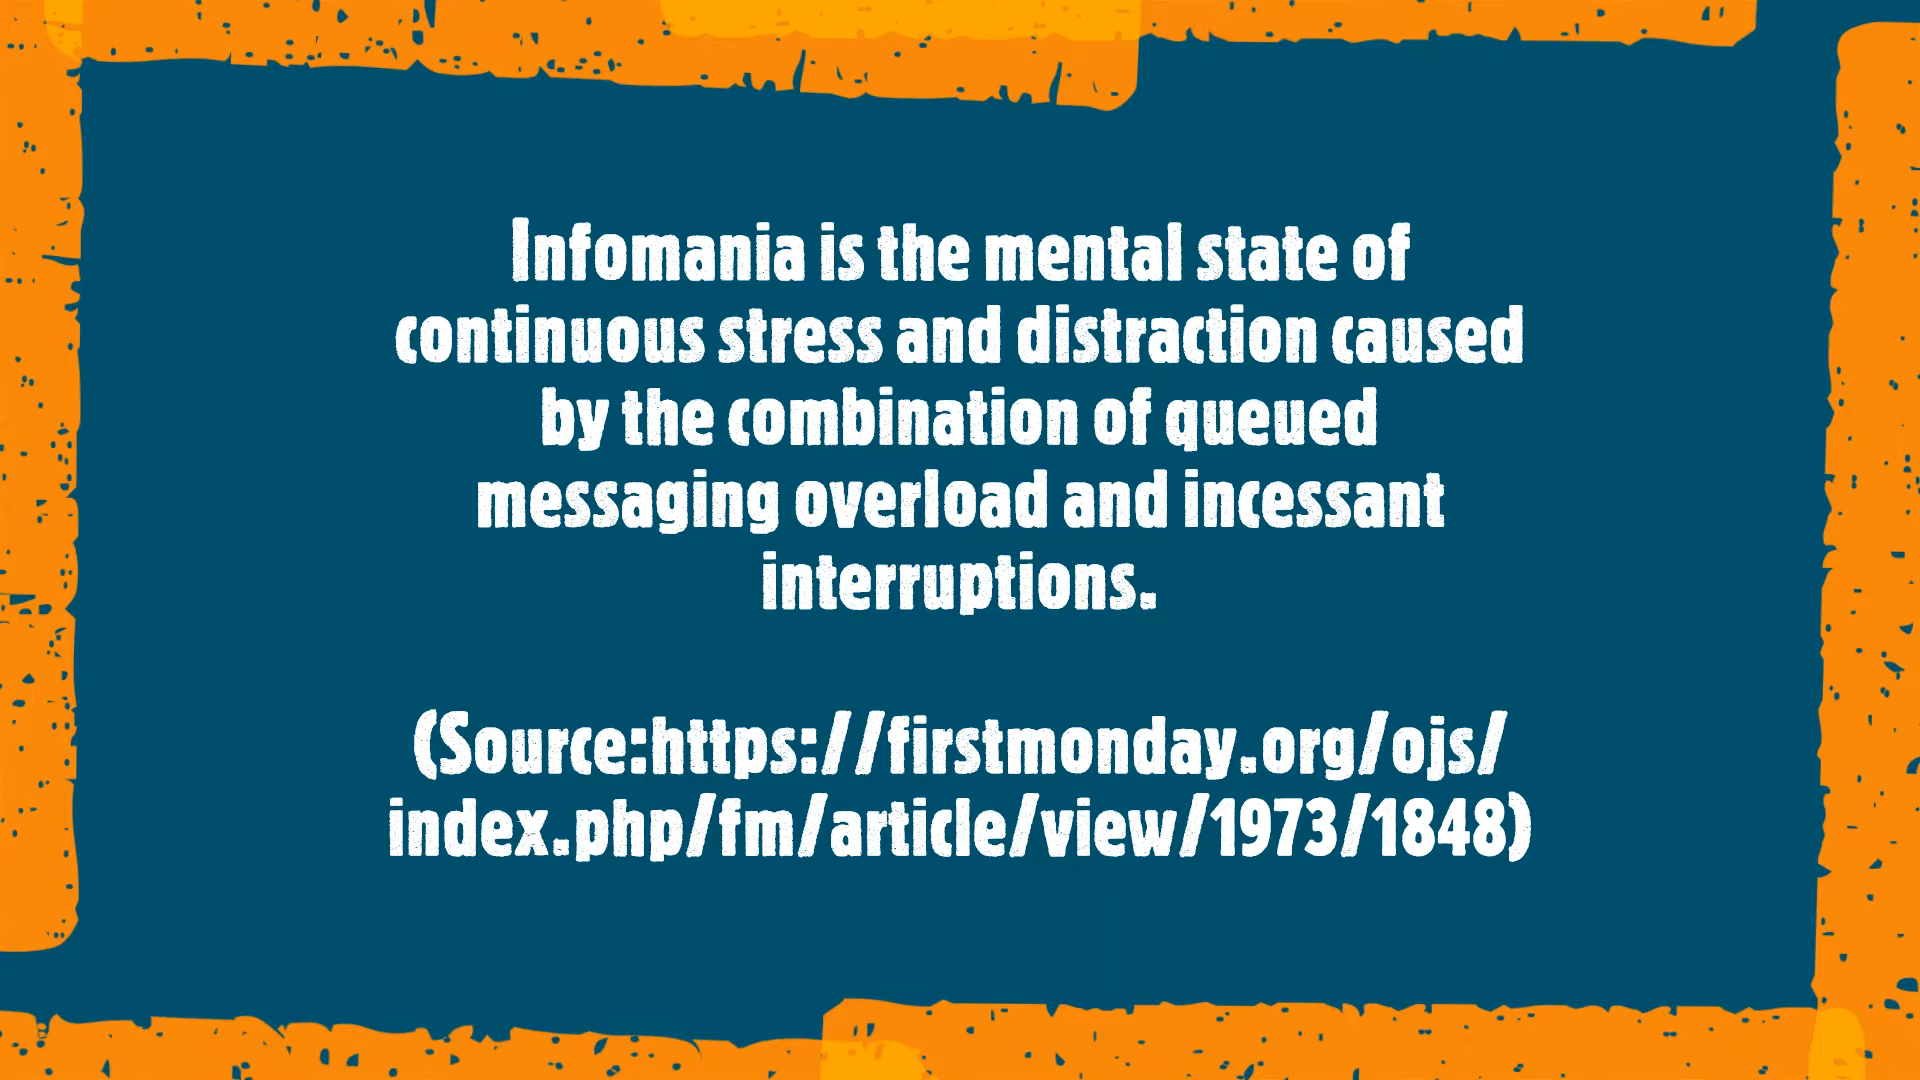 Infomania is the mental state of
continuous stress and distraction caused
by the combination of queued
messaging overload and incessant
interruptions.
(Source:https://firstmonday.org/ojs/
index.php/fm/article/view/1973/1848)